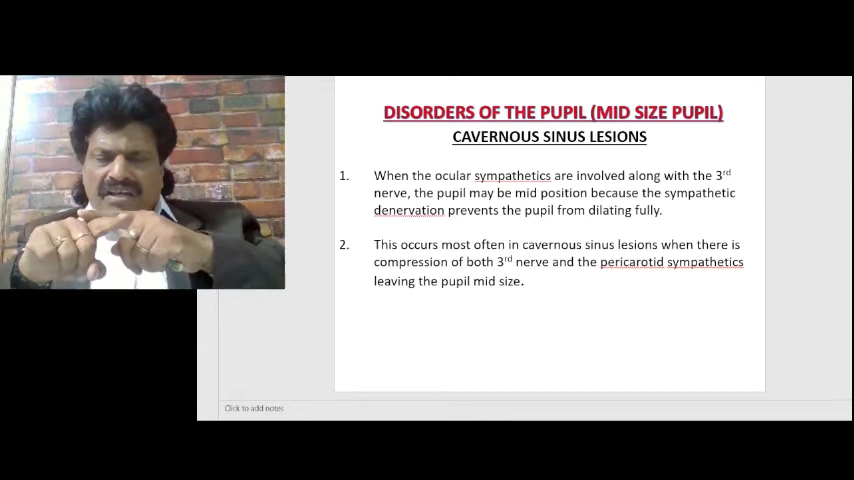 DISORDERS OF THE PUPIL (MID SIZE PUPIL)
CAVERNOUS SINUS LESIONS
1. When the ocular sympathetics are involved along with the 3rd
nerve, the pupil may be mid position because the sympathetic
denervation prevents the pupil from dilating fully.
2. This occurs most often in cavernous sinus lesions when there is
compression of both 3rd nerve and the pericarotid sympathetics
leaving the pupil mid size.
Click to add notes